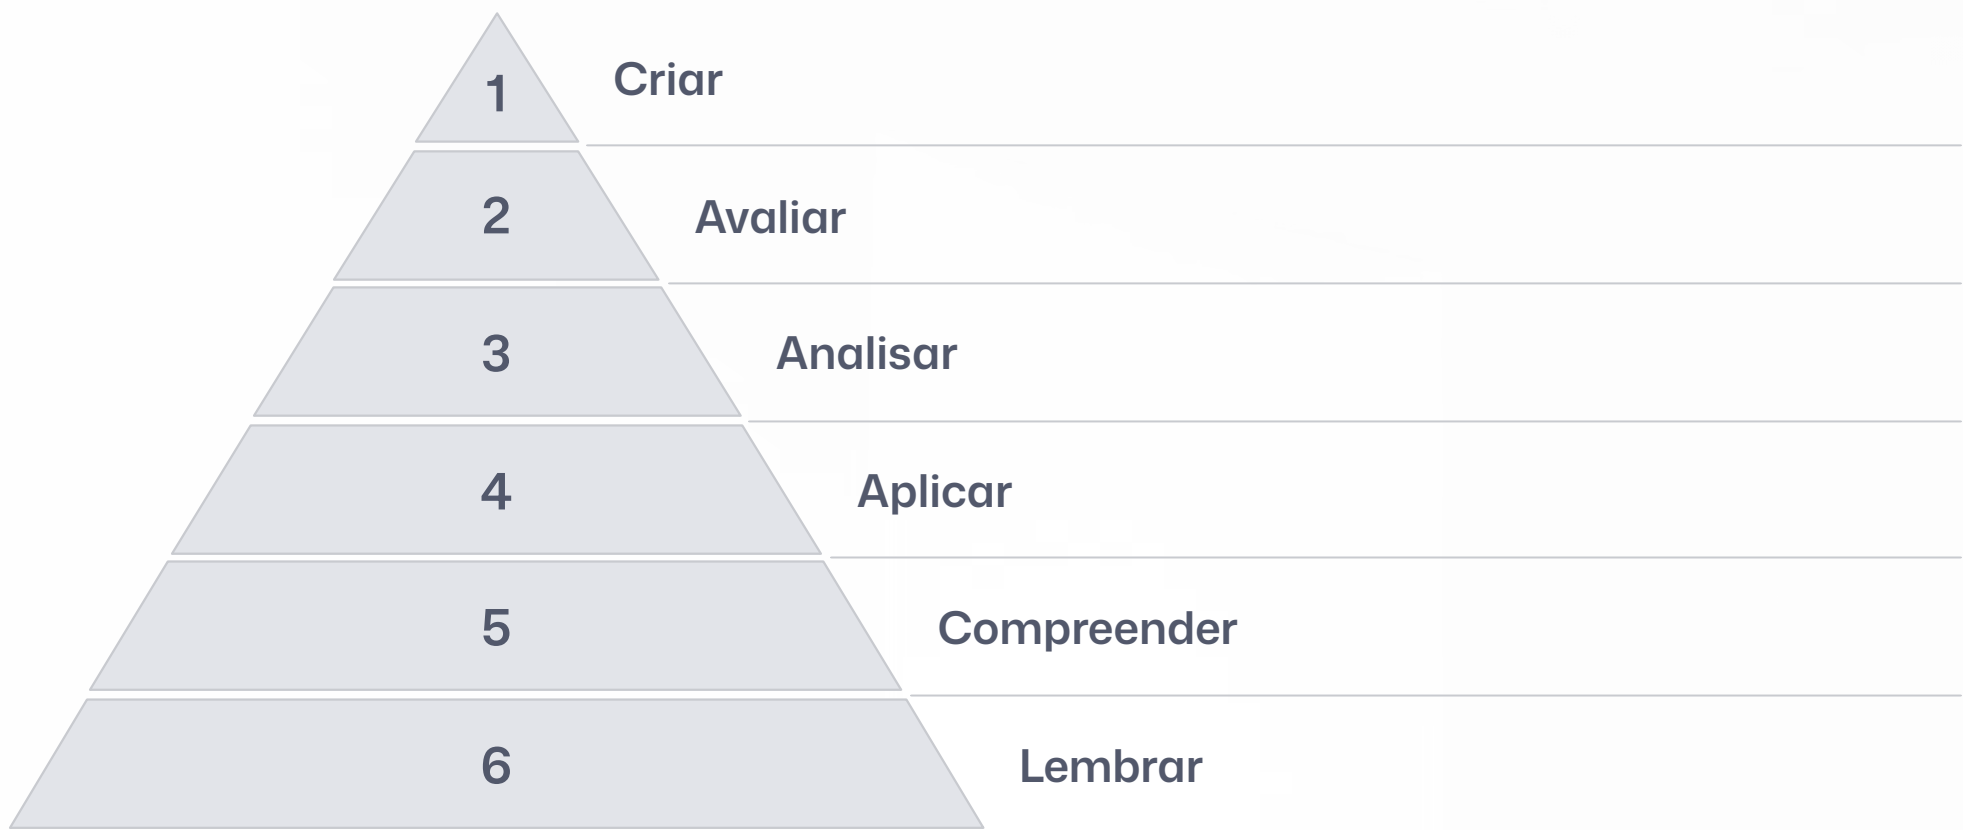 1 Criar
2 Avaliar
3 Analisar
4 Aplicar
5 Compreender
6 Lembrar